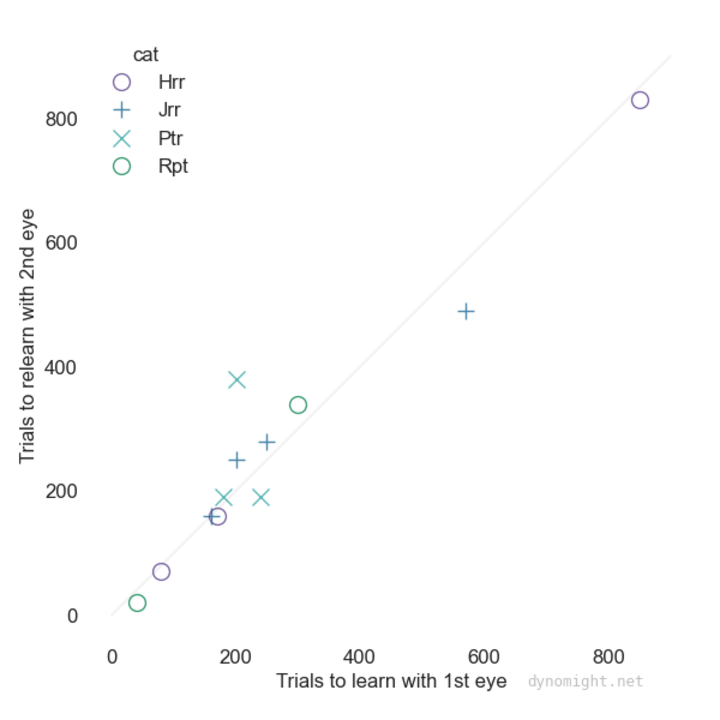 cat
Hrr
Jrr
Ptr
Rpt
800
600
400
200
0
Trials to relearn with 2nd eye
0 200 400 600 800
Trials to learn with 1st eye
dynomight.net